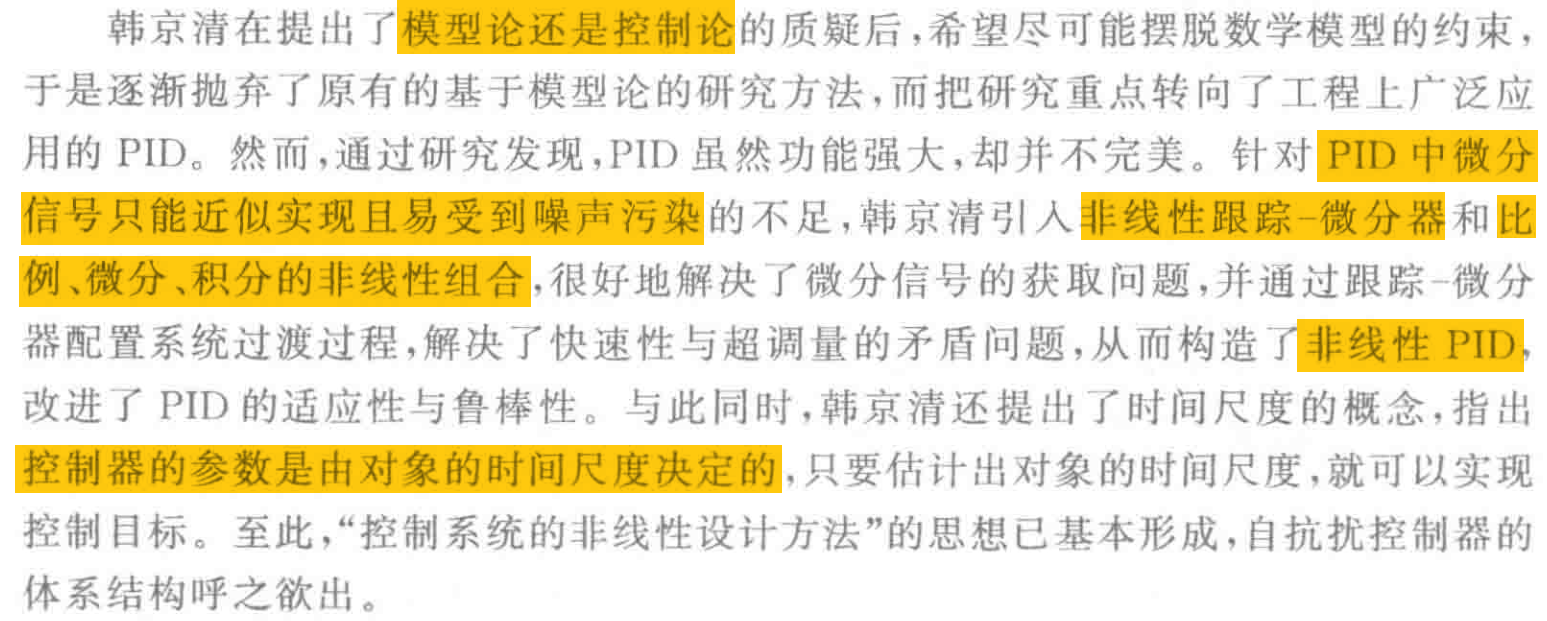 韩京清在提出了模型论还是控制论的质疑后,希望尽可能摆脱数学模型的约束,
于是逐渐抛弃了原有的基于模型论的研究方法,而把研究重点转向了工程上广泛应
用的 PID。然而,通过研究发现,PID 虽然功能强大,却并不完美。针对 PID 中微分
信号只能近似实现且易受到噪声污染的不足,韩京清引入非线性跟踪-微分器和比
例、微分、积分的非线性组合,很好地解决了微分信号的获取问题,并通过跟踪-微分
器配置系统过渡过程,解决了快速性与超调量的矛盾问题,从而构造了非线性 PID,
改进了 PID 的适应性与鲁棒性。与此同时,韩京清还提出了时间尺度的概念,指出
控制器的参数是由对象的时间尺度决定的,只要估计出对象的时间尺度,就可以实现
控制目标。至此,“控制系统的非线性设计方法”的思想已基本形成,自抗扰控制器的
体系结构呼之欲出。